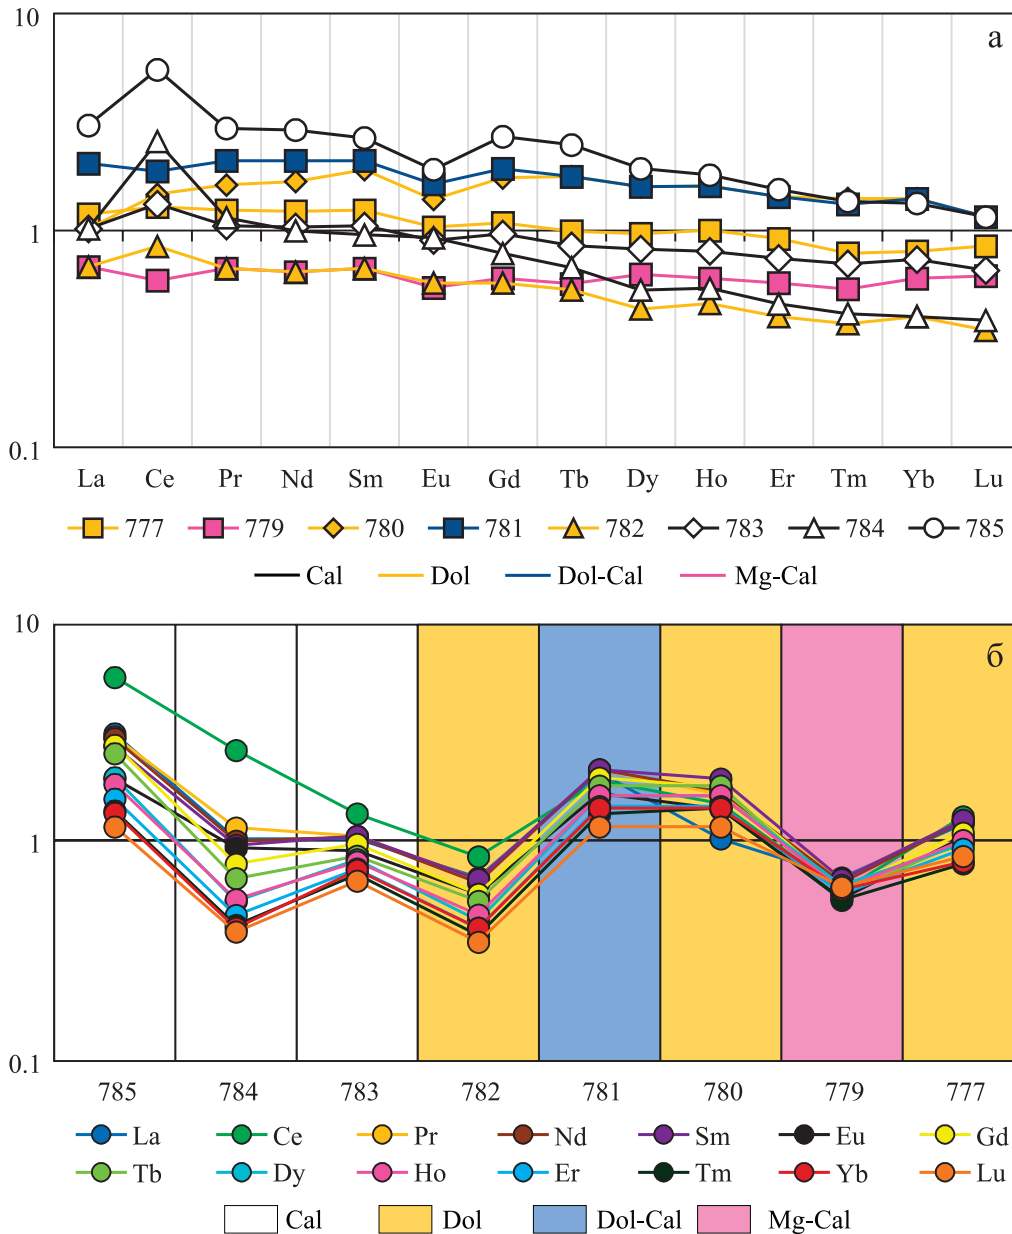 10
а
1
0.1
La Ce Pr Nd Sm Eu Gd Tb Dy Ho Er Tm Yb Lu
777 779 780 781 782 783 784 785
Cal Dol Dol-Cal Mg-Cal
10
б
1
0.1
785 784 783 782 781 780 779 777
La Ce Pr Nd Sm Eu Gd
Tb Dy Ho Er Tm Yb Lu
Cal Dol Dol-Cal Mg-Cal